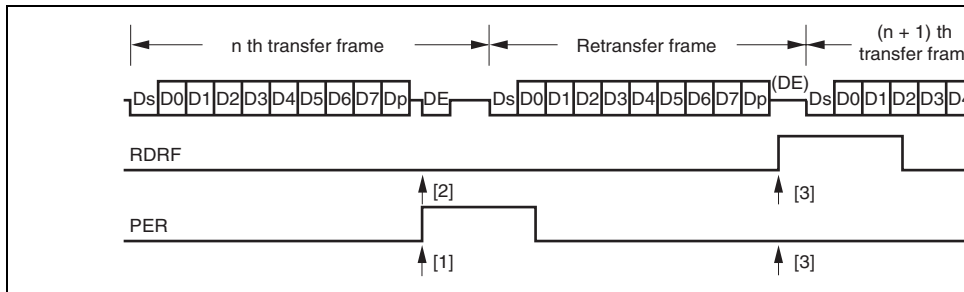 n th transfer frame
Retransfer frame
(n + 1) th
transfer fram
Ds D0 D1 D2 D3 D4 D5 D6 D7 Dp DE Ds D0 D1 D2 D3 D4 D5 D6 D7 Dp (DE) Ds D0 D1 D2 D3 D4
RDRF
[2] [3]
PER
[1] [3]